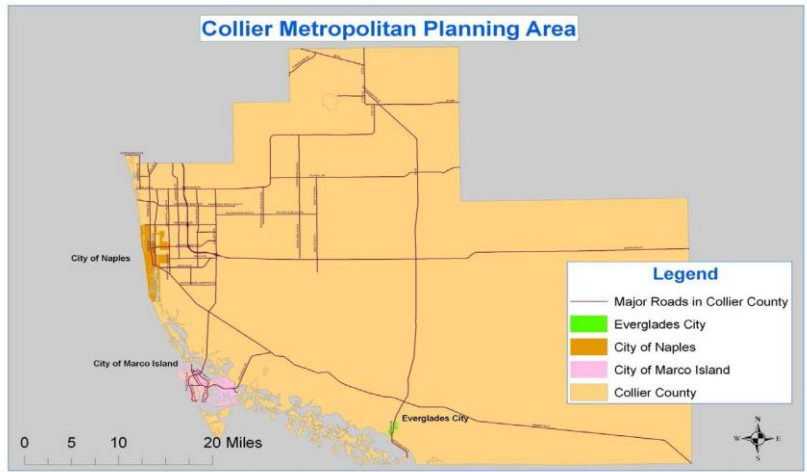 Collier Metropolitan Planning Area
City of Naples
City of Marco Island
Everglades City
Legend
Major Roads in Collier County
Everglades City
City of Naples
City of Marco Island
Collier County
0 5 10 20 Miles
N
W E
S